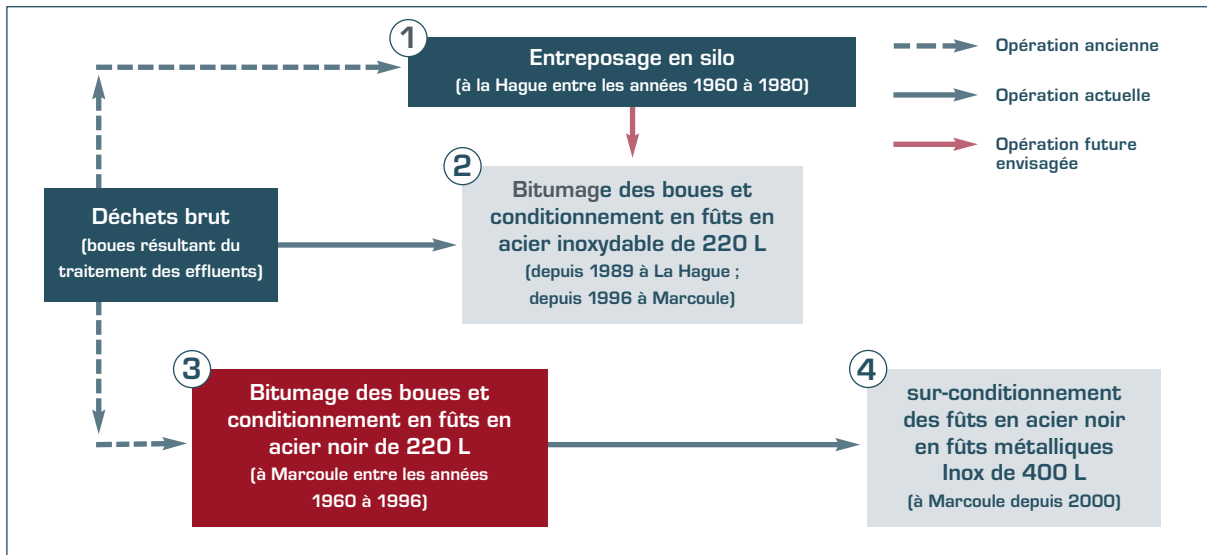 1
Entreposage en silo
(à la Hague entre les années 1960 à 1980)
Opération ancienne
Opération actuelle
Opération future
envisagée
2
Bitumage des boues et
conditionnement en fûts en
acier inoxydable de 220 L
(depuis 1989 à La Hague ;
depuis 1996 à Marcoule)
Déchets brut
(boues résultant du
traitement des effluents)
3
Bitumage des boues et
conditionnement en fûts en
acier noir de 220 L
(à Marcoule entre les années
1960 à 1996)
4
sur-conditionnement
des fûts en acier noir
en fûts métalliques
Inox de 400 L
(à Marcoule depuis 2000)